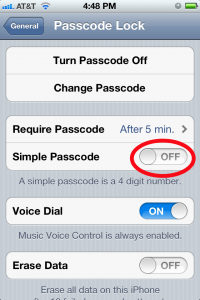 AT&T 4:48 PM
General Passcode Lock
Turn Passcode Off
Change Passcode
Require Passcode After 5 min.
Simple Passcode OFF
A simple passcode is a 4 digit number.
Voice Dial ON
Music Voice Control is always enabled.
Erase Data OFF
Erase all data on this iPhone